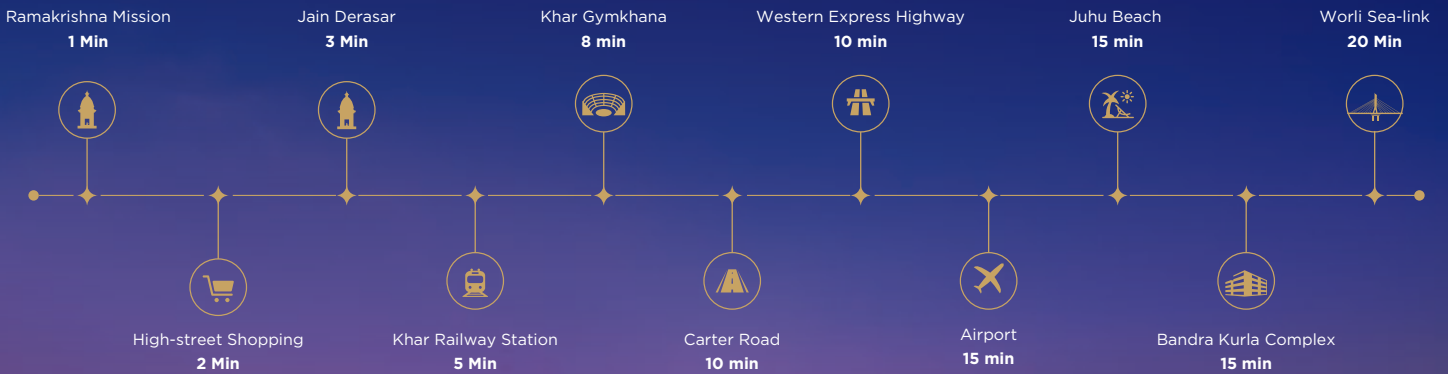 Ramakrishna Mission
1 Min
Jain Derasar
3 Min
Khar Gymkhana
8 min
Western Express Highway
10 min
Juhu Beach
15 min
Worli Sea-link
20 Min
High-street Shopping
2 Min
Khar Railway Station
5 Min
Carter Road
10 min
Airport
15 min
Bandra Kurla Complex
15 min